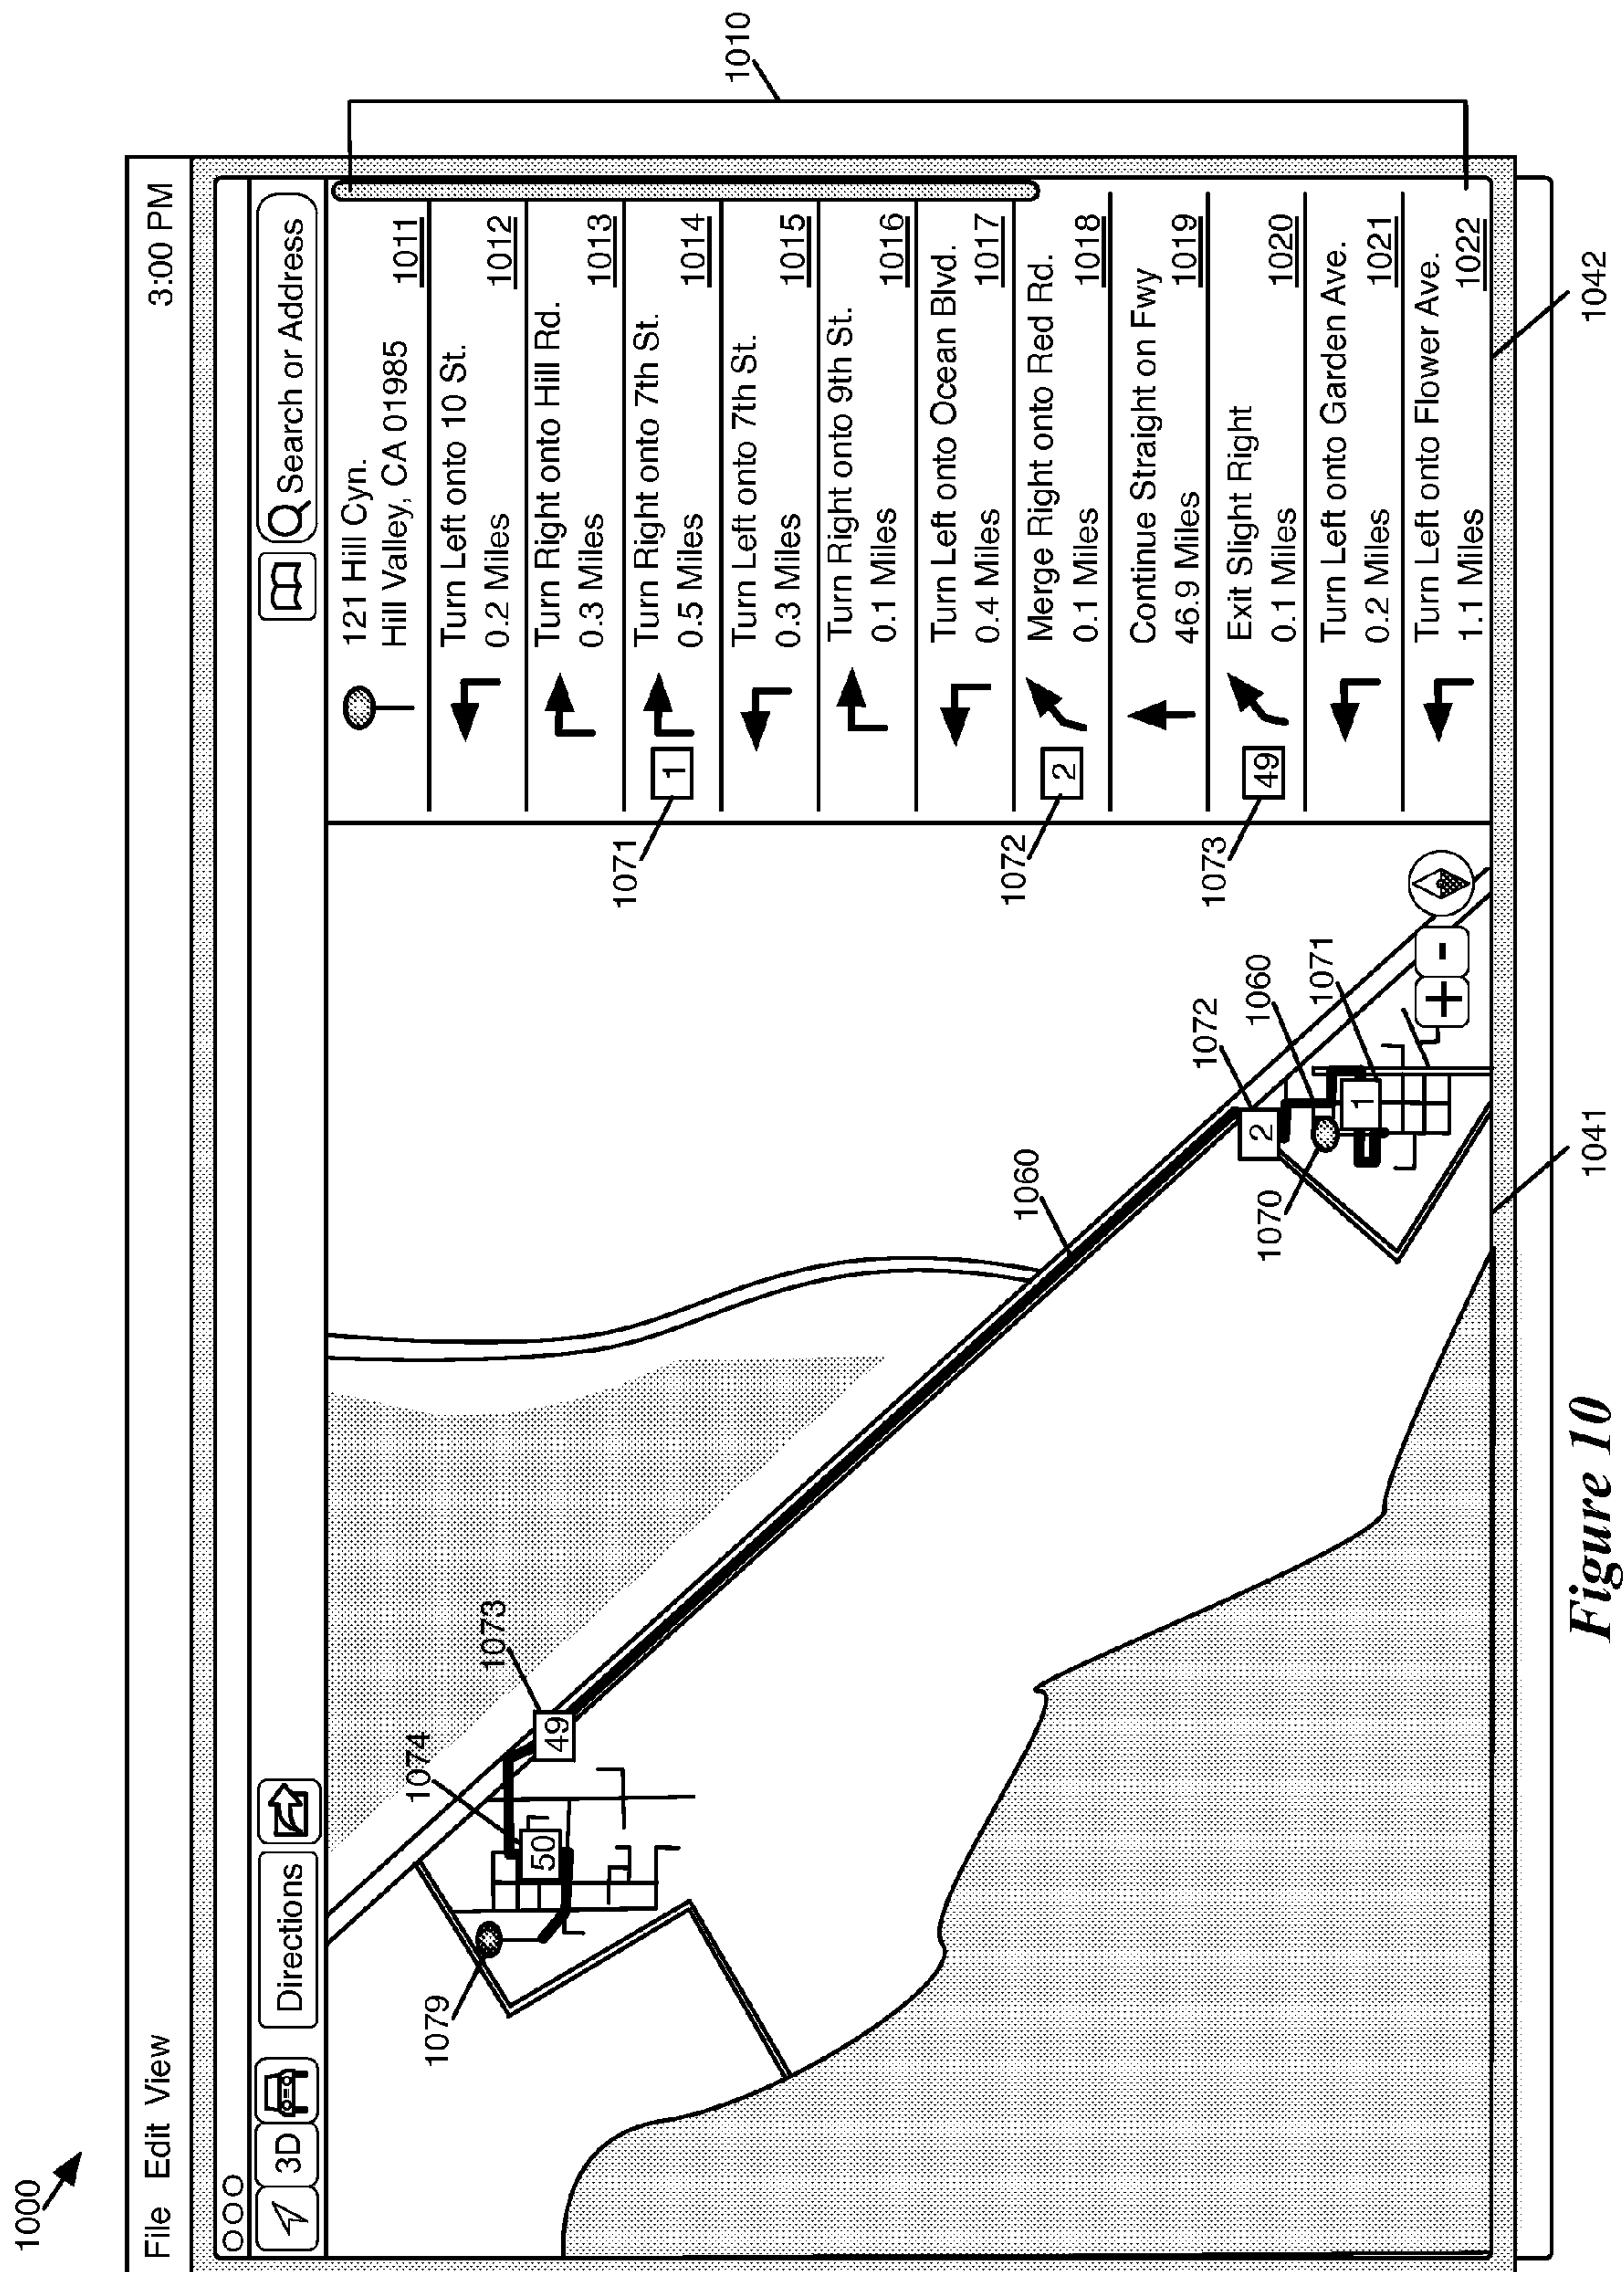 1000
File Edit View
3:00 PM
3D
Directions
Search or Address
1010
121 Hill Cyn.
Hill Valley, CA 01985
1011
Turn Left onto 10 St.
0.2 Miles
1012
Turn Right onto Hill Rd.
0.3 Miles
1013
1
Turn Right onto 7th St.
0.5 Miles
1014
1071
Turn Left onto 7th St.
0.3 Miles
1015
Turn Right onto 9th St.
0.1 Miles
1016
Turn Left onto Ocean Blvd.
0.4 Miles
1017
2
Merge Right onto Red Rd.
0.1 Miles
1018
1072
Continue Straight on Fwy
46.9 Miles
1019
49
Exit Slight Right
0.1 Miles
1020
1073
Turn Left onto Garden Ave.
0.2 Miles
1021
Turn Left onto Flower Ave.
1.1 Miles
1022
1079
1074
50
1073
49
1060
1072
2
1060
1070
1071
1
+
-
1041
1042
Figure 10